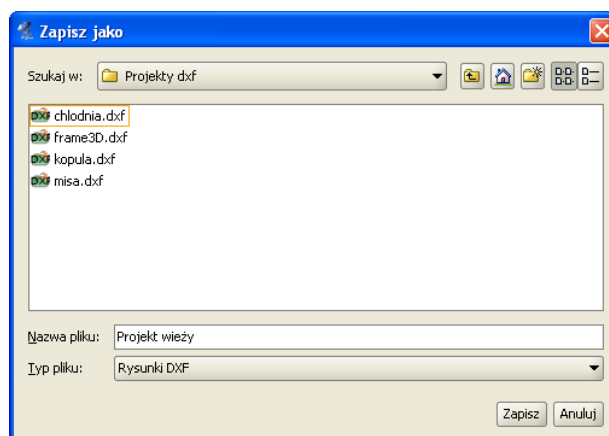 Zapisz jako
Szukaj w: Projekty dxf
chlodnia.dxf
frame3D.dxf
kopula.dxf
misa.dxf
Nazwa pliku: Projekt wieży
Typ pliku: Rysunki DXF
Zapisz Anuluj